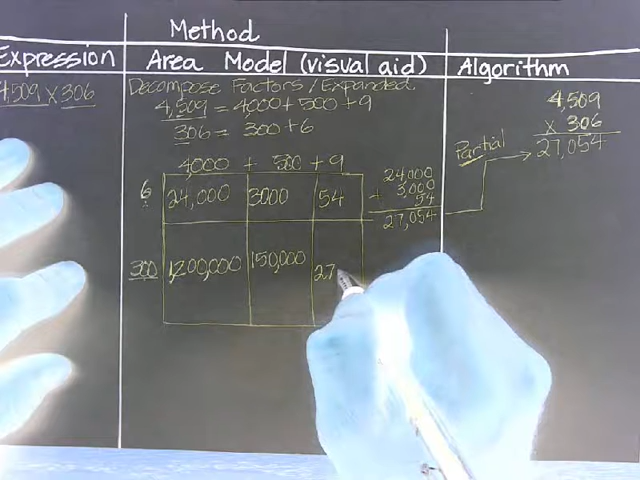 Method
Expression
Area Model (visual aid)
Algorithm
4,509 x 306
Decompose Factors/Expanded
4,509 = 4000 + 500 + 9
306 = 300 + 6
4000 + 500 + 9
6 24,000 3000 54
24,000
+ 3,000
54
27,054
300 1,200,000 150,000 27
Partial
4,509
x 306
27,054